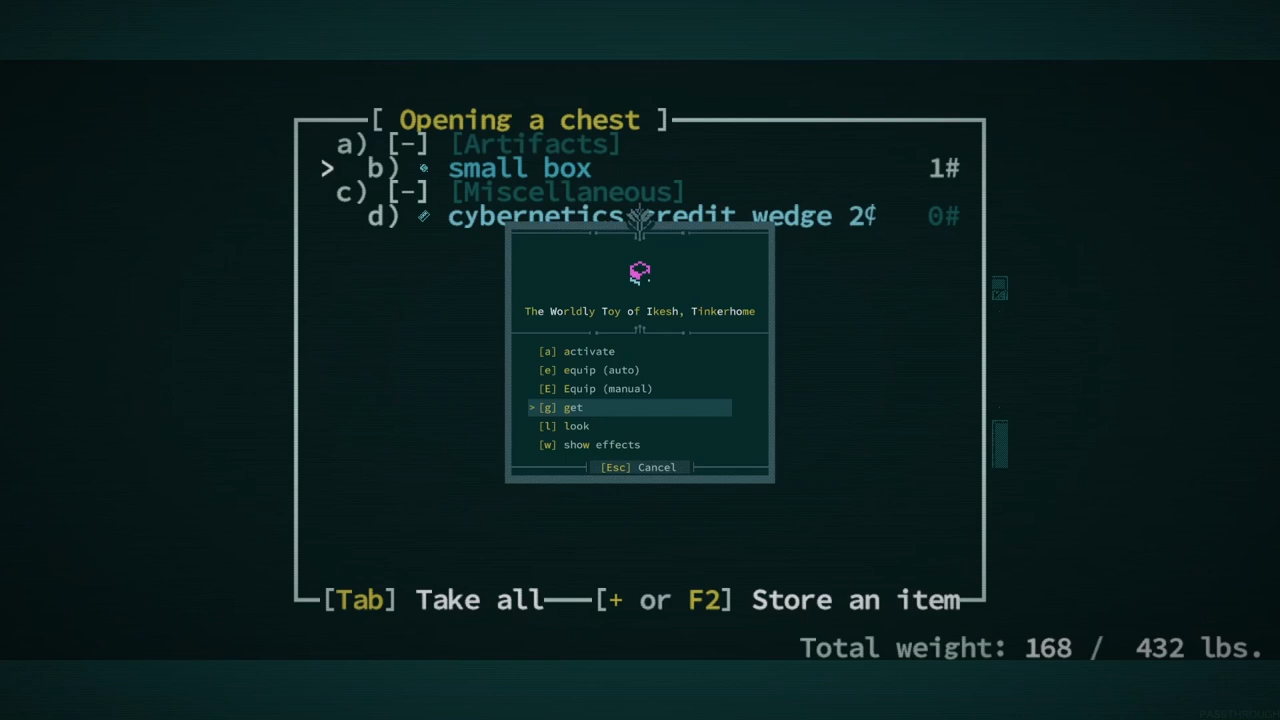 [ Opening a chest ]
a) [-] [Artifacts]
> b) small box 1#
c) [-] [Miscellaneous]
d) cybernetics credit wedge 2¢ 0#
The Worldly Toy of Ikesh, Tinkerhome
[a] activate
[e] equip (auto)
[E] Equip (manual)
> [g] get
[l] look
[w] show effects
[Esc] Cancel
[Tab] Take all [+ or F2] Store an item
Total weight: 168 / 432 lbs.